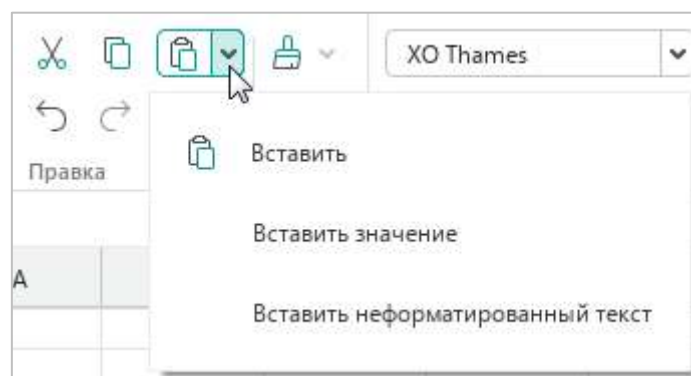 XO Thames
Правка
Вставить
Вставить значение
A
Вставить неформатированный текст